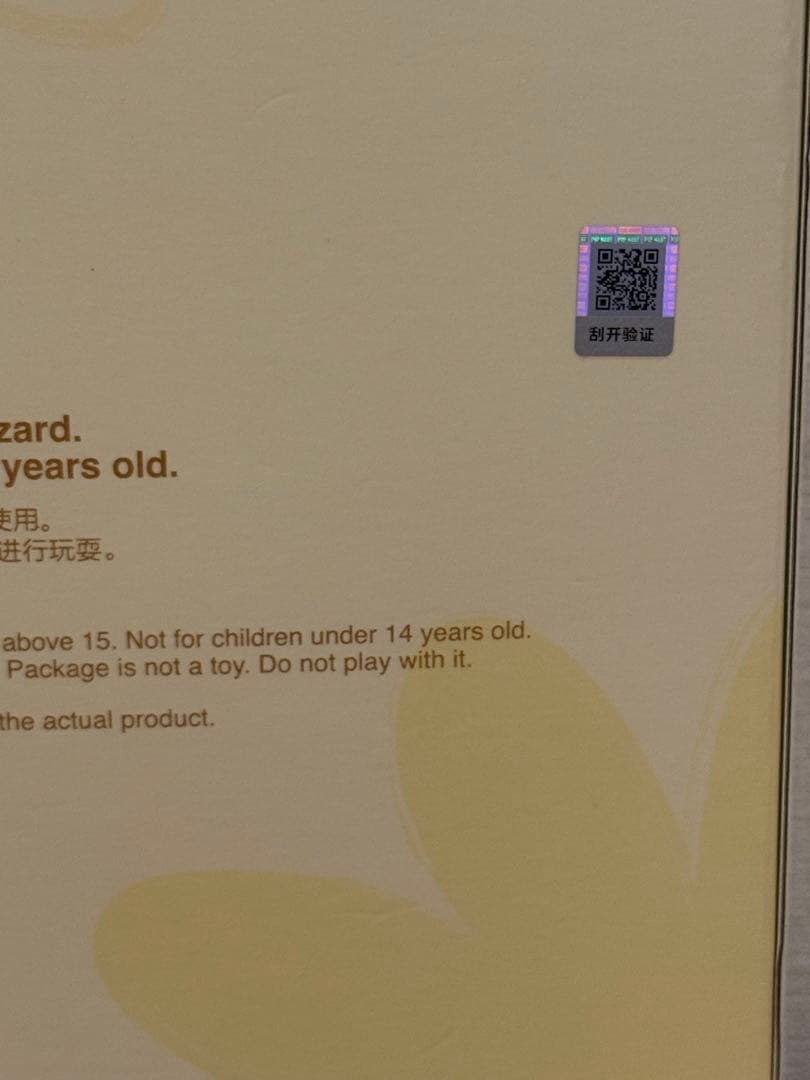 POP MART POP MART POP MART
刮开验证
zard.
years old.
使用。
进行玩耍。
above 15. Not for children under 14 years old.
Package is not a toy. Do not play with it.
the actual product.